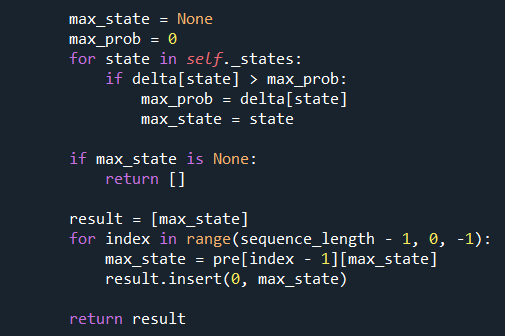 max_state = None
max_prob = 0
for state in self._states:
    if delta[state] > max_prob:
        max_prob = delta[state]
        max_state = state

if max_state is None:
    return []

result = [max_state]
for index in range(sequence_length - 1, 0, -1):
    max_state = pre[index - 1][max_state]
    result.insert(0, max_state)

return result